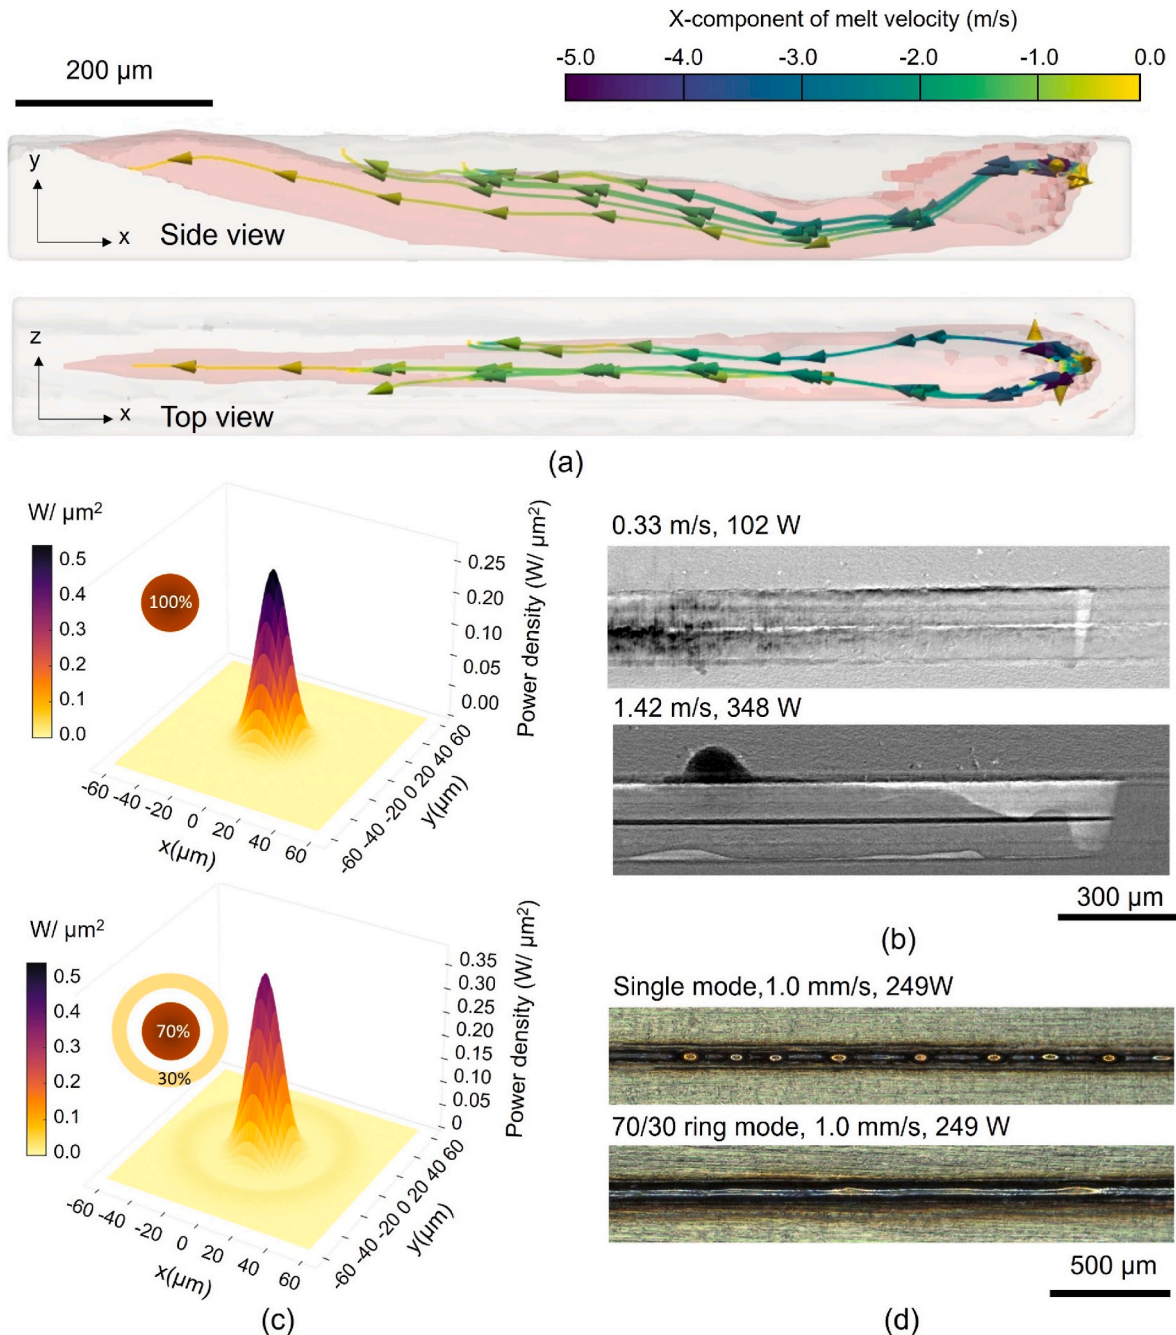 X-component of melt velocity (m/s)
200 μm
-5.0 -4.0 -3.0 -2.0 -1.0 0.0
y
x
Side view
z
x
Top view
(a)
W/ μm²
0.5
0.4
0.3
0.2
0.1
0.0
100%
0.25
0.20
0.10
0.05
0.00
Power density (W/ μm²)
-60 -40 -20 0 20 40 60
x(μm)
-60 -40 -20 0 20 40 60
y(μm)
0.33 m/s, 102 W
1.42 m/s, 348 W
300 μm
(b)
W/ μm²
0.5
0.4
0.3
0.2
0.1
0.0
70%
30%
0.35
0.30
0.25
0.20
0.15
0.10
0.05
0
Power density (W/ μm²)
-60 -40 -20 0 20 40 60
x(μm)
-60 -40 -20 0 20 40 60
y(μm)
(c)
Single mode,1.0 mm/s, 249W
70/30 ring mode, 1.0 mm/s, 249 W
500 μm
(d)